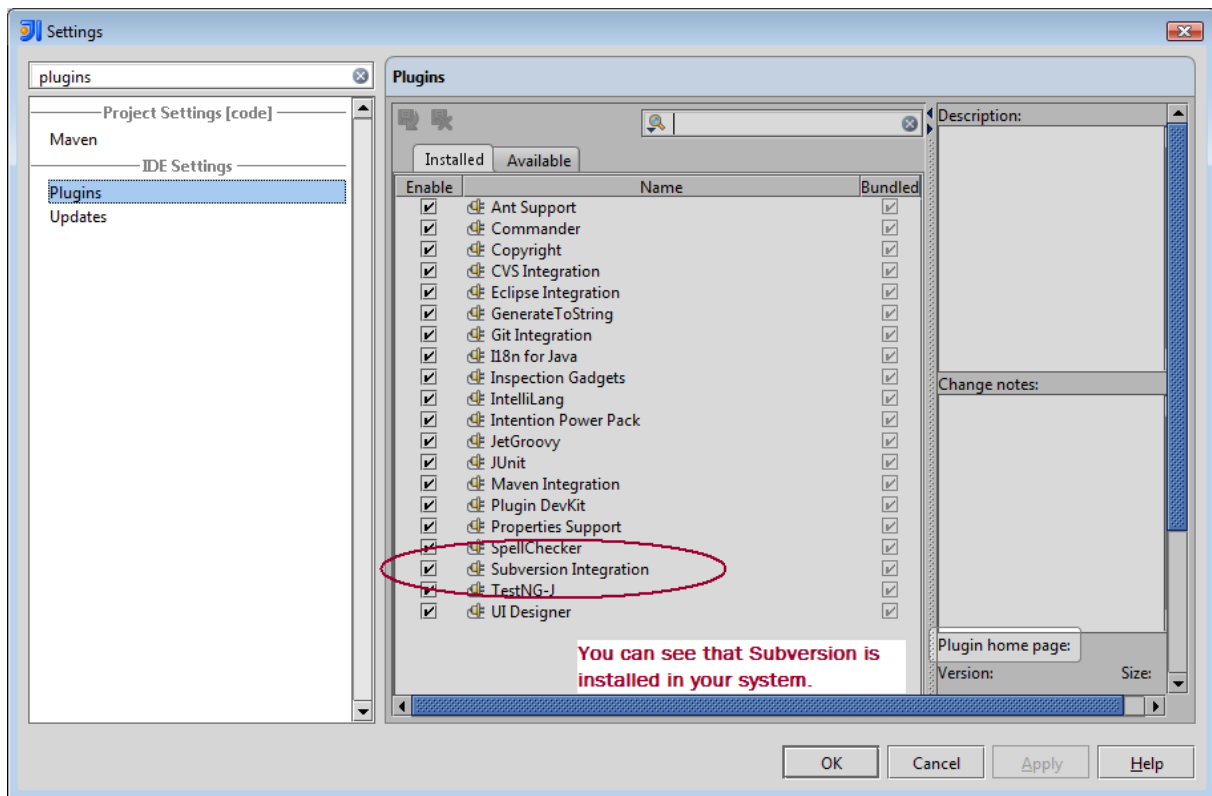 Settings
plugins
Project Settings [code]
Maven
IDE Settings
Plugins
Updates
Plugins
Installed Available
Enable Name Bundled
Ant Support
Commander
Copyright
CVS Integration
Eclipse Integration
GenerateToString
Git Integration
I18n for Java
Inspection Gadgets
IntelliLang
Intention Power Pack
JetGroovy
JUnit
Maven Integration
Plugin DevKit
Properties Support
SpellChecker
Subversion Integration
TestNG-J
UI Designer
You can see that Subversion is
installed in your system.
Description:
Change notes:
Plugin home page:
Version: Size:
OK Cancel Apply Help